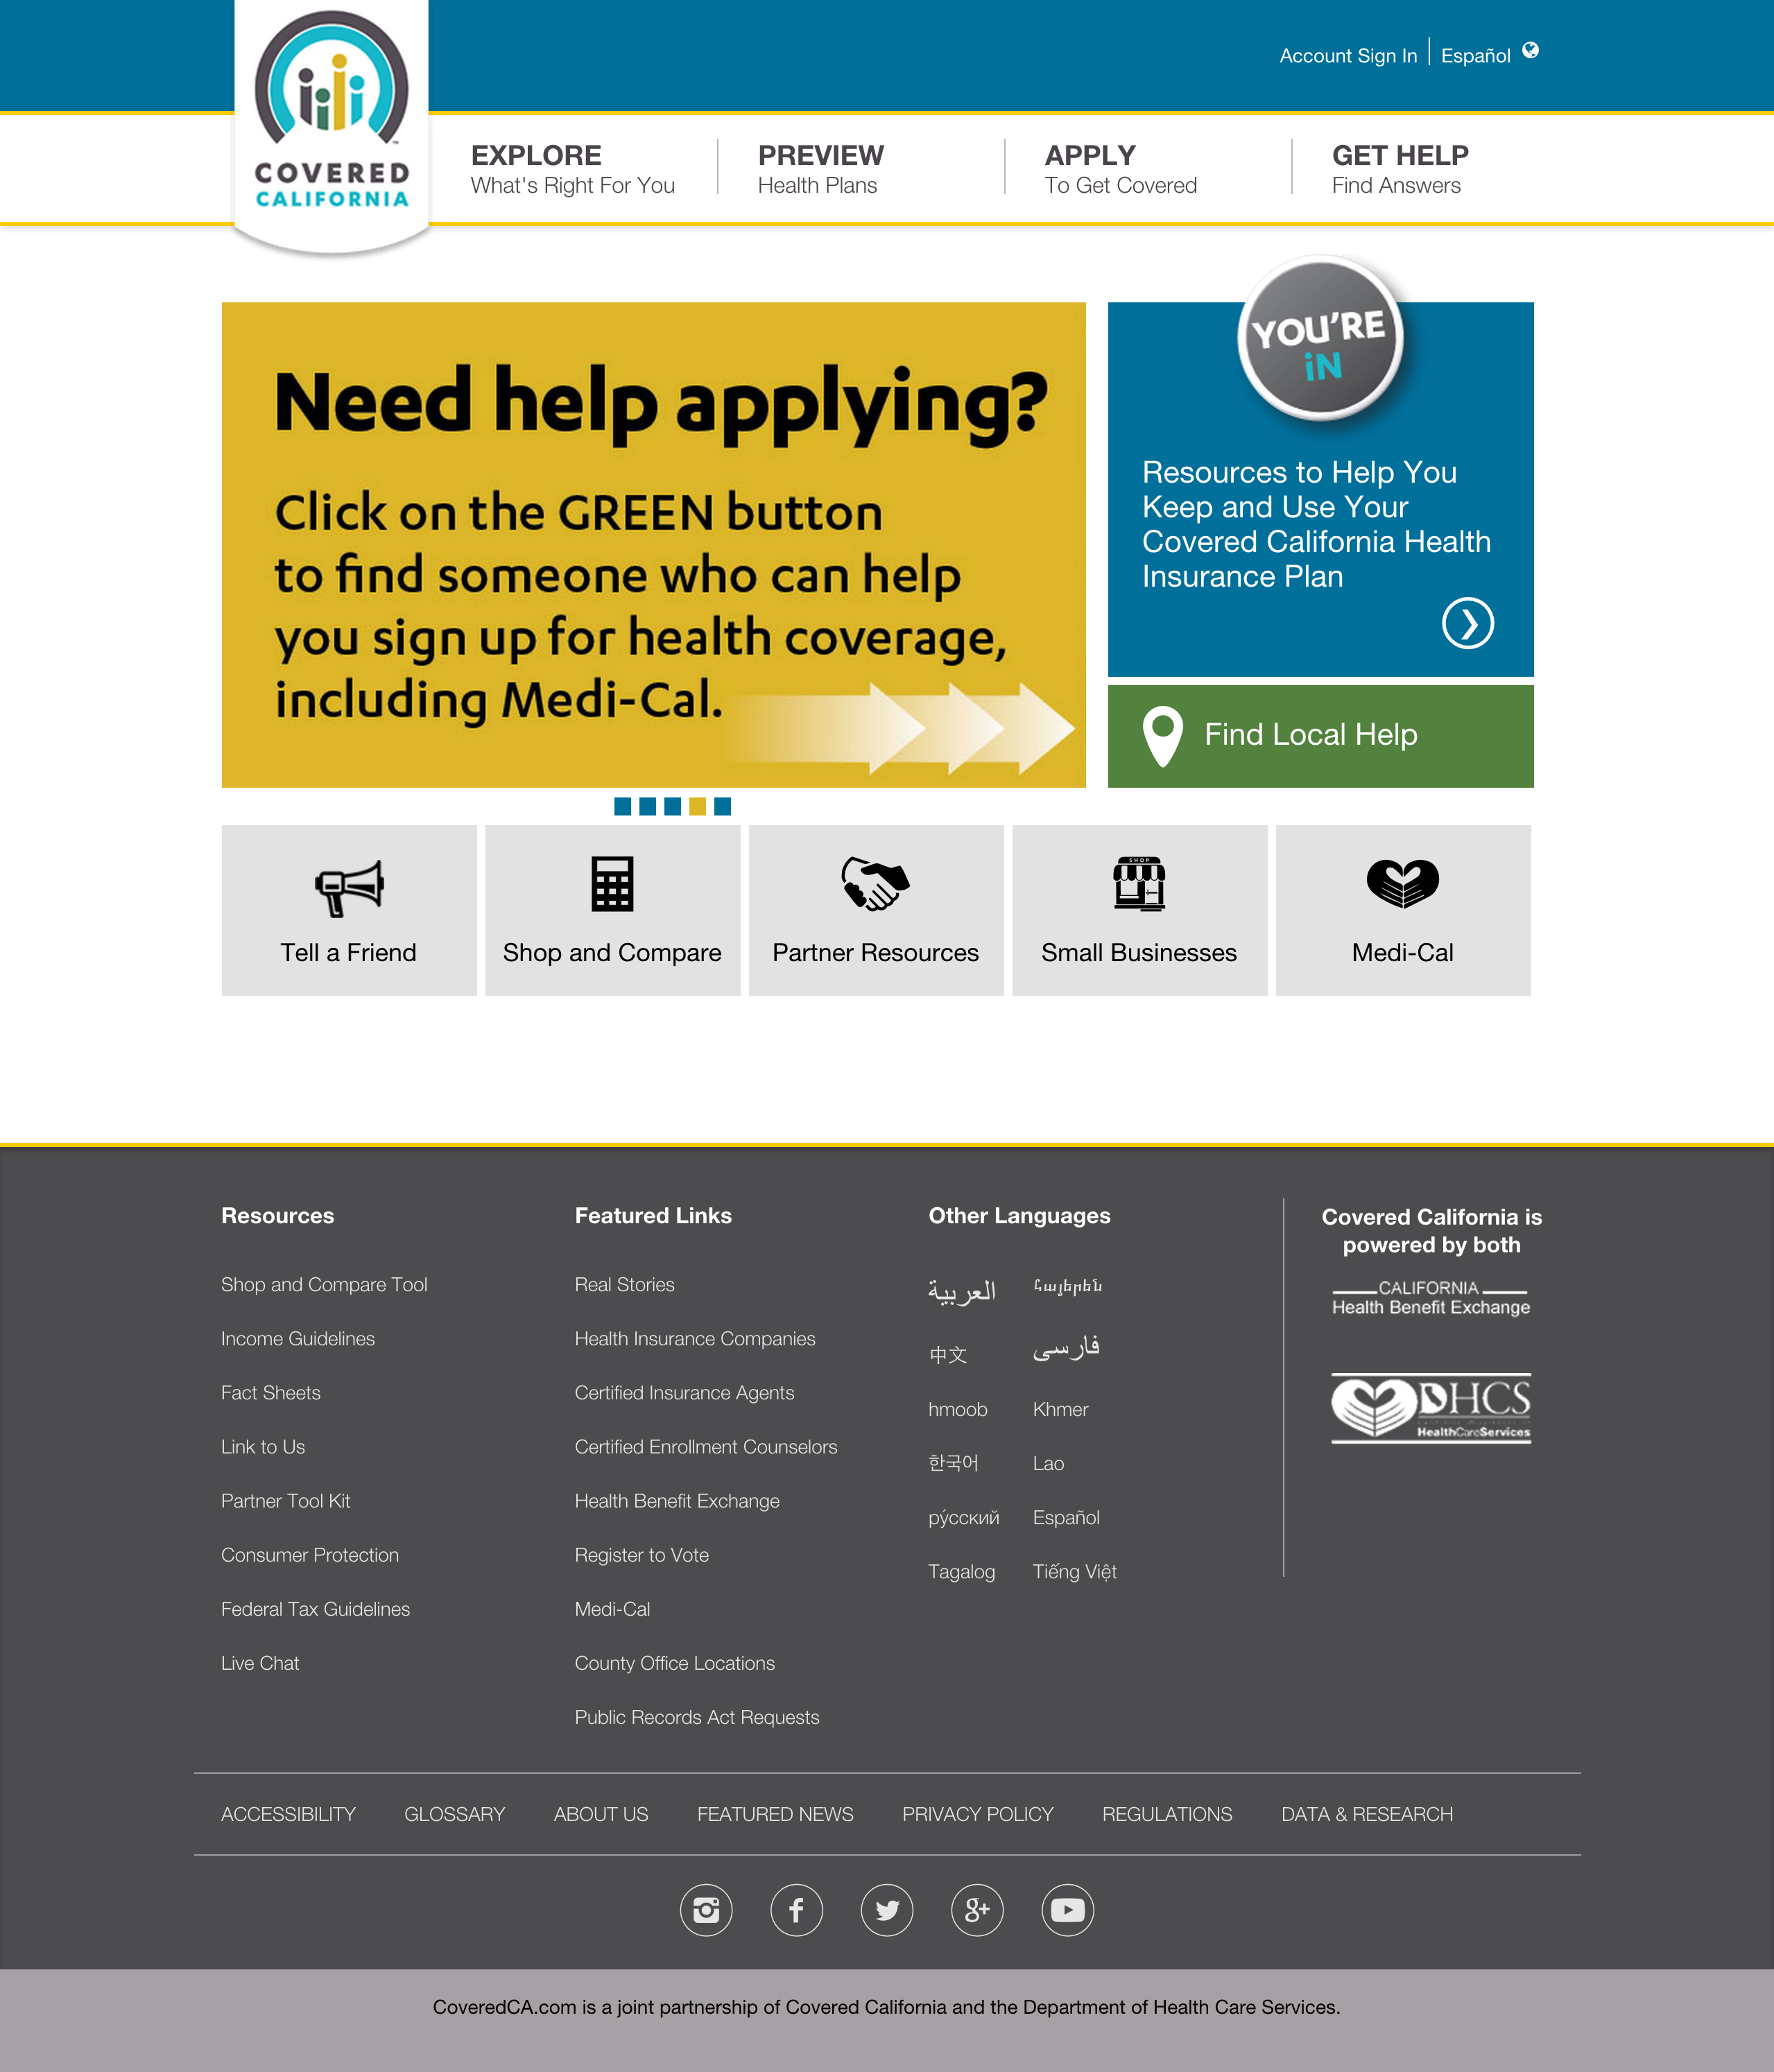 Account Sign In
Español
COVERED
CALIFORNIA
EXPLORE
What's Right For You
PREVIEW
Health Plans
APPLY
To Get Covered
GET HELP
Find Answers
Need help applying?
Click on the GREEN button
to find someone who can help
you sign up for health coverage,
including Medi-Cal.
YOU'RE
iN
Resources to Help You
Keep and Use Your
Covered California Health
Insurance Plan
Find Local Help
Tell a Friend
Shop and Compare
Partner Resources
SHOP
Small Businesses
Medi-Cal
Resources
Shop and Compare Tool
Income Guidelines
Fact Sheets
Link to Us
Partner Tool Kit
Consumer Protection
Federal Tax Guidelines
Live Chat
Featured Links
Real Stories
Health Insurance Companies
Certified Insurance Agents
Certified Enrollment Counselors
Health Benefit Exchange
Register to Vote
Medi-Cal
County Office Locations
Public Records Act Requests
Other Languages
العربية
Հայերեն
中文
فارسی
hmoob
Khmer
한국어
Lao
ру́сский
Español
Tagalog
Tiếng Việt
Covered California is
powered by both
CALIFORNIA
Health Benefit Exchange
DHCS
HealthCareServices
ACCESSIBILITY
GLOSSARY
ABOUT US
FEATURED NEWS
PRIVACY POLICY
REGULATIONS
DATA & RESEARCH
g+
CoveredCA.com is a joint partnership of Covered California and the Department of Health Care Services.